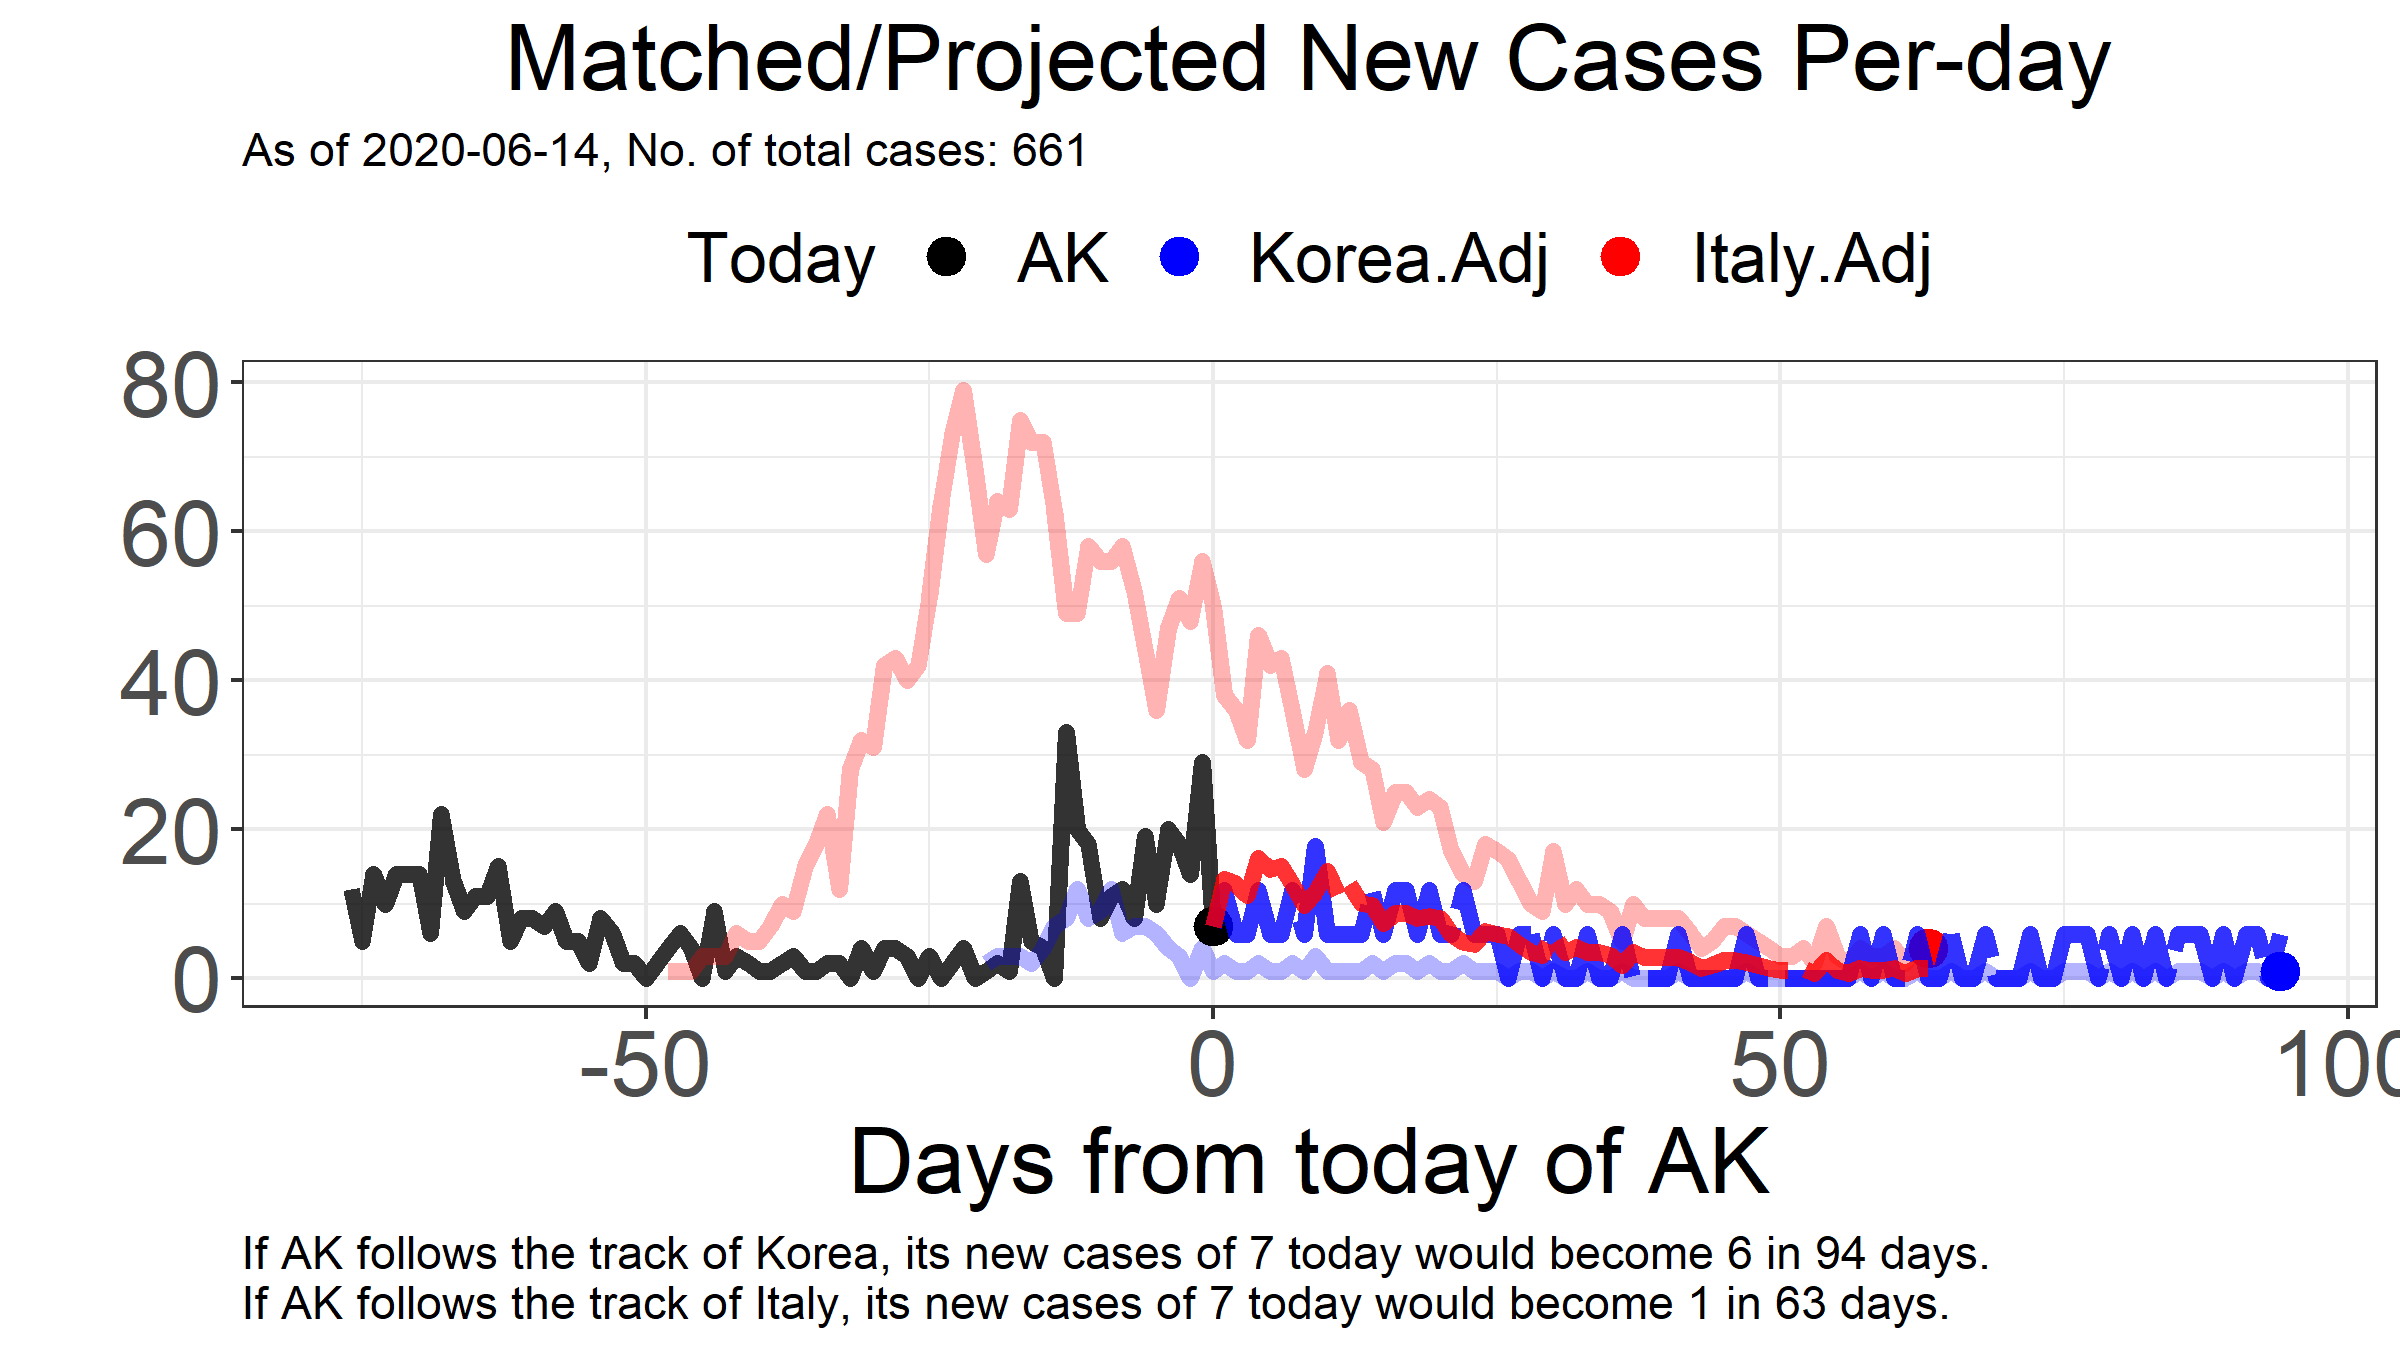 Matched/Projected New Cases Per-day
As of 2020-06-14, No. of total cases: 661
Today AK Korea.Adj Italy.Adj
80
60
40
20
0
-50 0 50 100
Days from today of AK
If AK follows the track of Korea, its new cases of 7 today would become 6 in 94 days.
If AK follows the track of Italy, its new cases of 7 today would become 1 in 63 days.